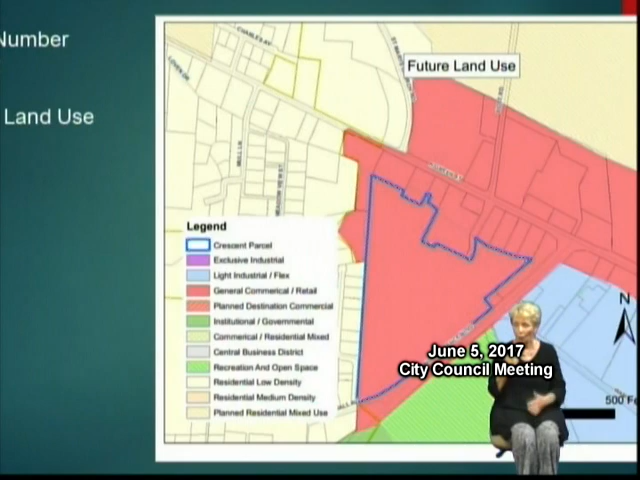 Number
Land Use
Future Land Use
CHARLES AV
Legend
Crescent Parcel
Exclusive Industrial
Light Industrial / Flex
General Commerical / Retail
Planned Destination Commercial
Institutional / Governmental
Commerical / Residential Mixed
Central Business District
Recreation And Open Space
Residential Low Density
Residential Medium Density
Planned Residential Mixed Use
N
500 Fe
June 5, 2017
City Council Meeting